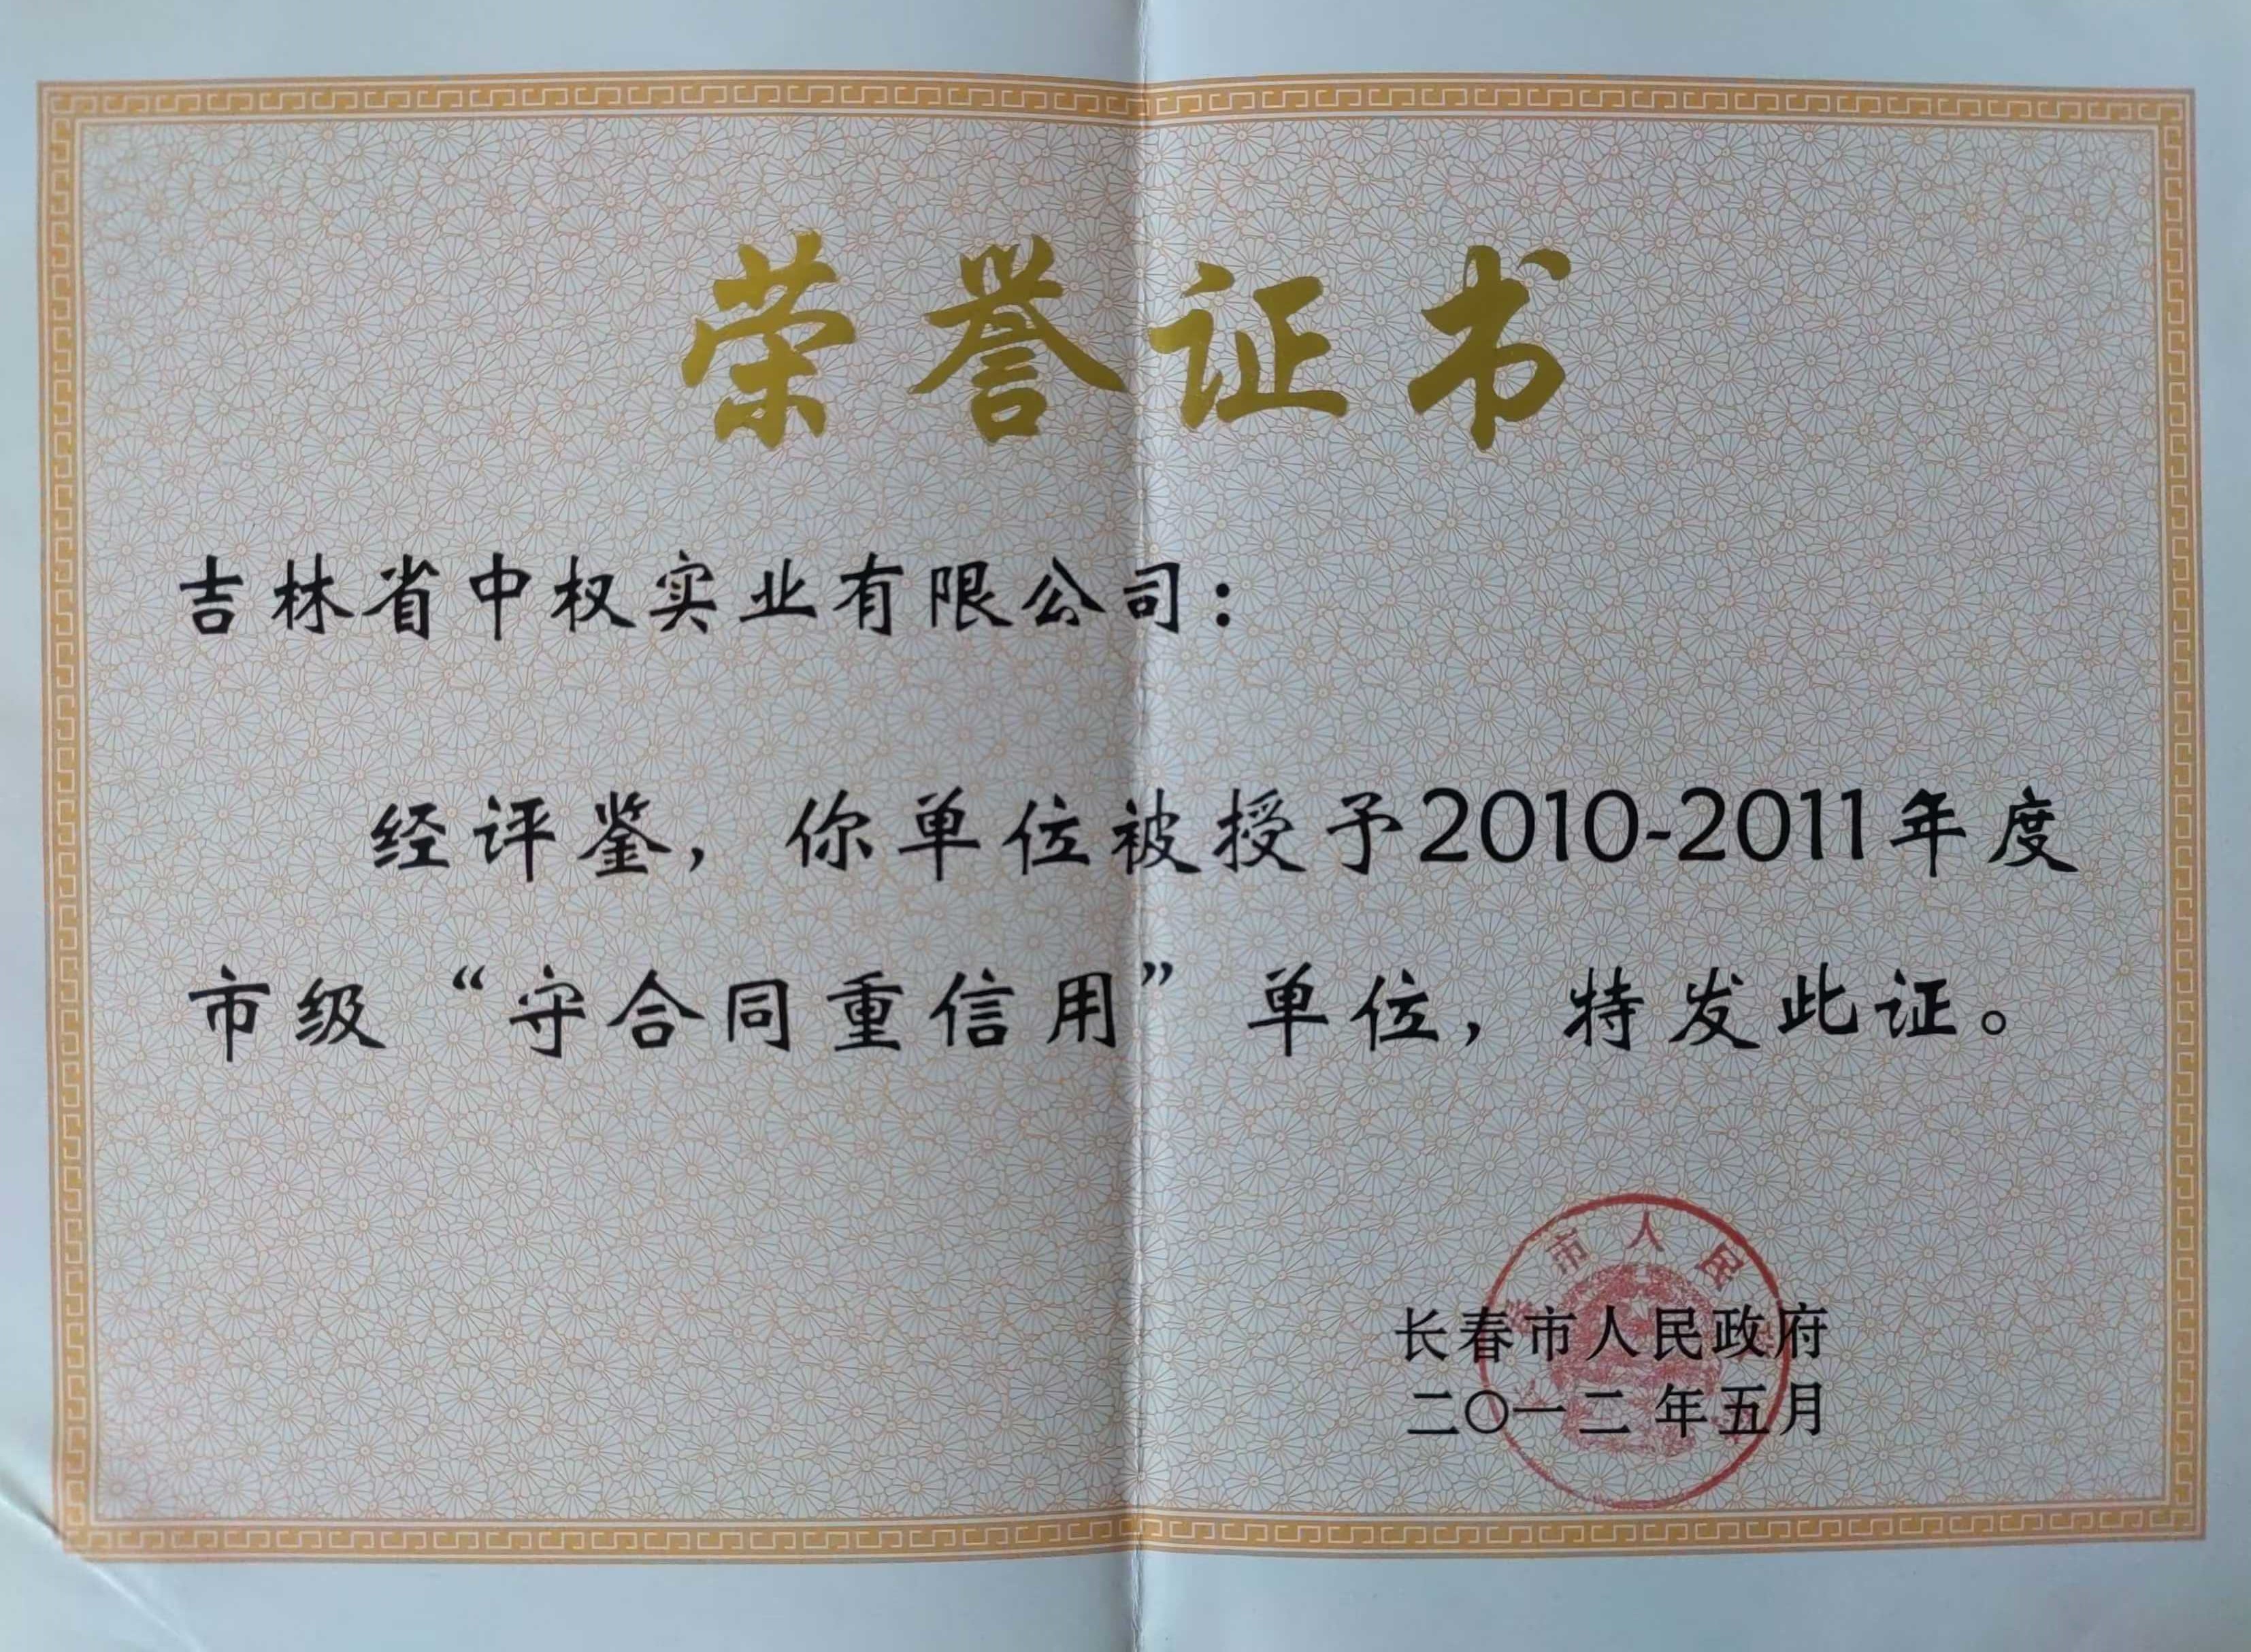 荣誉证书
吉林省中权实业有限公司：
经评鉴，你单位被授予2010-2011年度
市级“守合同重信用”单位，特发此证。
市人民
长春市人民政府
二〇一二年五月